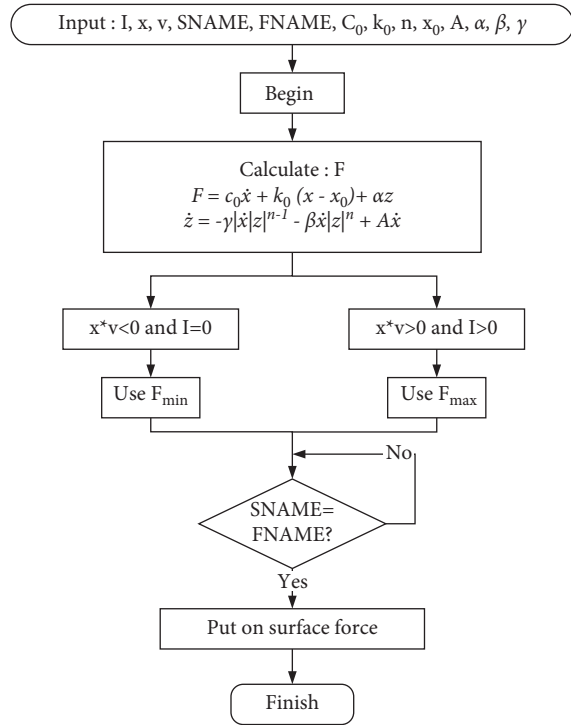 Input : I, x, v, SNAME, FNAME, C₀, k₀, n, x₀, A, α, β, γ
Begin
Calculate : F
F = c₀ẋ + k₀ (x - x₀)+ αz
ż = -γ|ẋ|z|ⁿ⁻¹ - βẋ|z|ⁿ + Aẋ
x*v<0 and I=0
x*v>0 and I>0
Use Fₘᵢₙ
Use Fₘₐₓ
No
SNAME=
FNAME?
Yes
Put on surface force
Finish